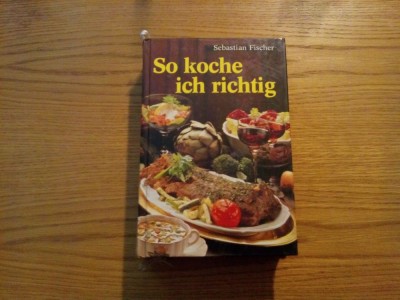 Sebastian Fischer
So koche
ich richtig